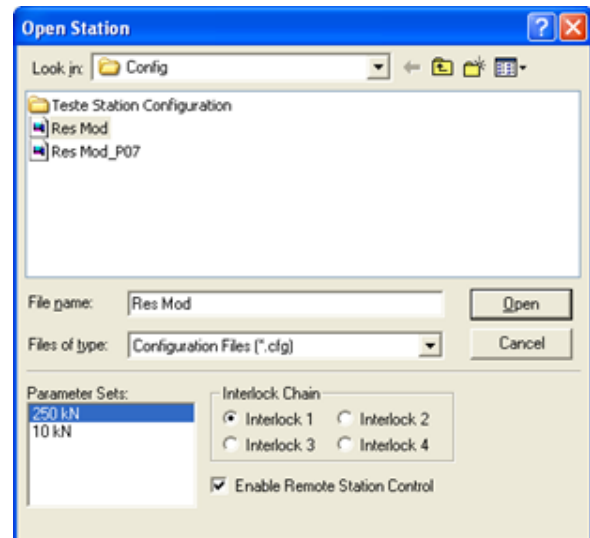 Open Station
Look in: Config
Teste Station Configuration
Res Mod
Res Mod_P07
File name: Res Mod Open
Files of type: Configuration Files (*.cfg) Cancel
Parameter Sets: Interlock Chain
250 kN Interlock 1 Interlock 2
10 kN Interlock 3 Interlock 4
Enable Remote Station Control